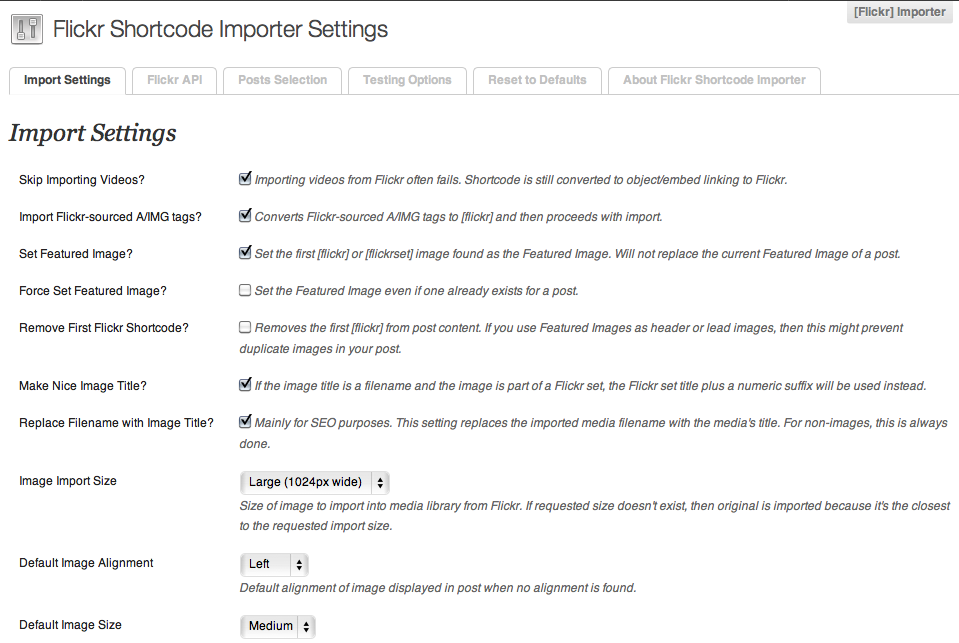 [Flickr] Importer
Flickr Shortcode Importer Settings
Import Settings
Flickr API
Posts Selection
Testing Options
Reset to Defaults
About Flickr Shortcode Importer
Import Settings
Skip Importing Videos?
Importing videos from Flickr often fails. Shortcode is still converted to object/embed linking to Flickr.
Import Flickr-sourced A/IMG tags?
Converts Flickr-sourced A/IMG tags to [flickr] and then proceeds with import.
Set Featured Image?
Set the first [flickr] or [flickrset] image found as the Featured Image. Will not replace the current Featured Image of a post.
Force Set Featured Image?
Set the Featured Image even if one already exists for a post.
Remove First Flickr Shortcode?
Removes the first [flickr] from post content. If you use Featured Images as header or lead images, then this might prevent
duplicate images in your post.
Make Nice Image Title?
If the image title is a filename and the image is part of a Flickr set, the Flickr set title plus a numeric suffix will be used instead.
Replace Filename with Image Title?
Mainly for SEO purposes. This setting replaces the imported media filename with the media's title. For non-images, this is always
done.
Image Import Size
Large (1024px wide)
Size of image to import into media library from Flickr. If requested size doesn't exist, then original is imported because it's the closest
to the requested import size.
Default Image Alignment
Left
Default alignment of image displayed in post when no alignment is found.
Default Image Size
Medium